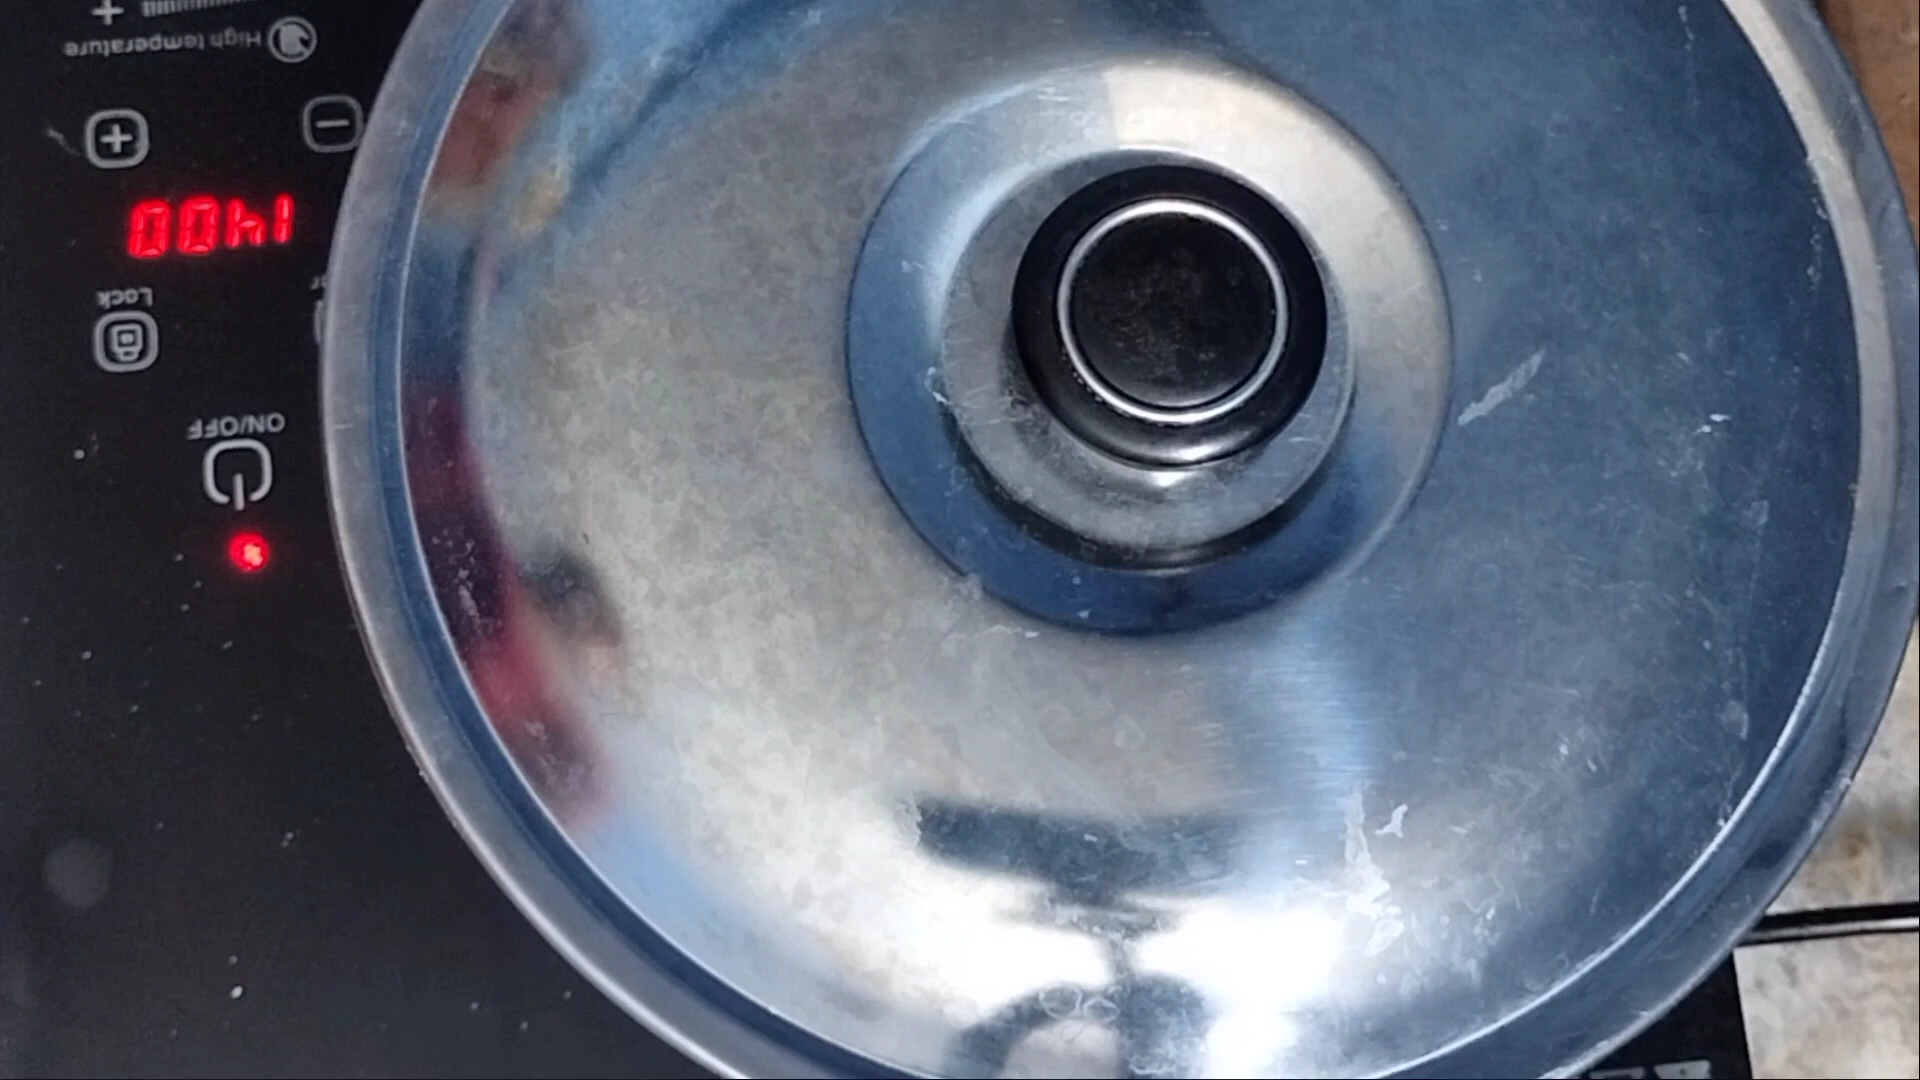 ON/OFF
Lock
1400
− +
High temperature
+